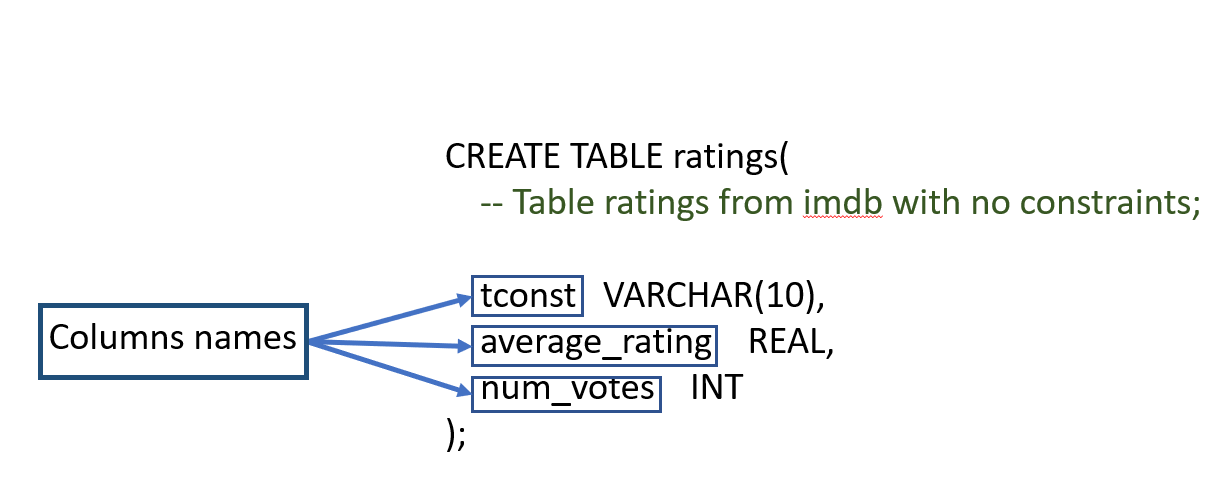 CREATE TABLE ratings(
-- Table ratings from imdb with no constraints;
Columns names
tconst VARCHAR(10),
average_rating REAL,
num_votes INT
);